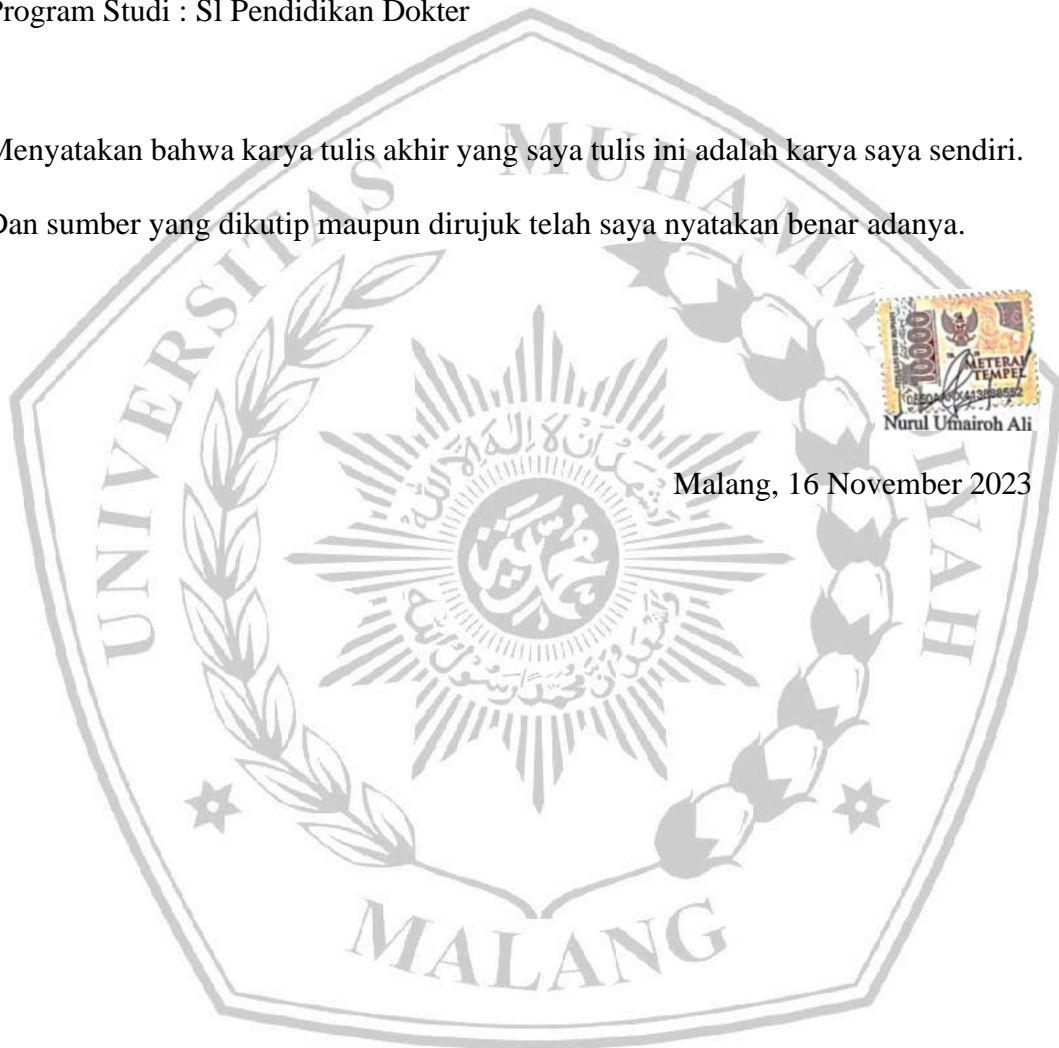 Program Studi : Sl Pendidikan Dokter
Menyatakan bahwa karya tulis akhir yang saya tulis ini adalah karya saya sendiri.
Dan sumber yang dikutip maupun dirujuk telah saya nyatakan benar adanya.
10000
METERAI
TEMPEL
Nurul Umairoh Ali
Malang, 16 November 2023
UNIVERSITAS MUHAMMADIYAH
MALANG